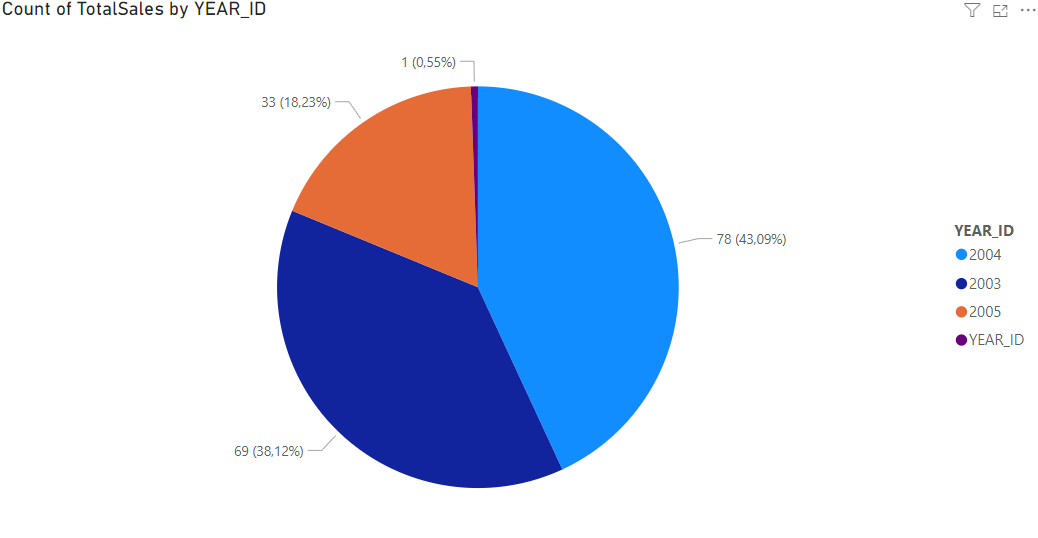 Count of TotalSales by YEAR_ID
1 (0,55%)
33 (18,23%)
78 (43,09%)
69 (38,12%)
YEAR_ID
2004
2003
2005
YEAR_ID